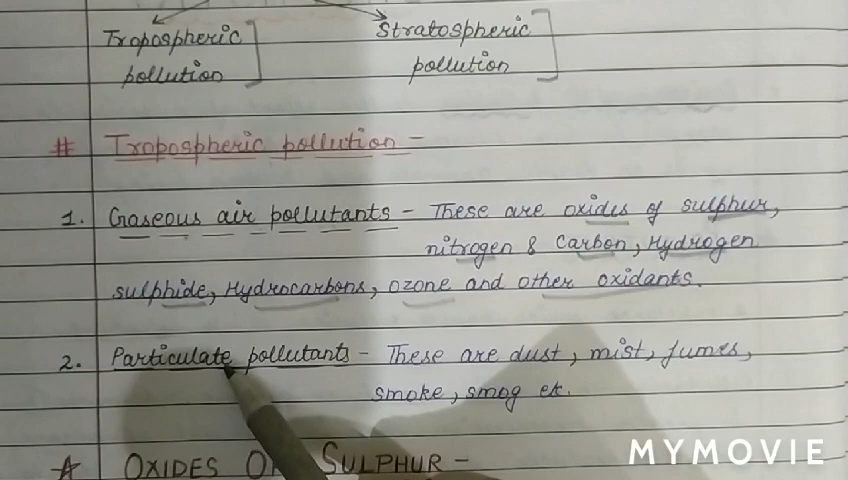 Tropospheric Stratospheric
pollution pollution
# Tropospheric pollution -
1. Gaseous air pollutants - These are oxides of sulphur,
nitrogen & Carbon, Hydrogen
sulphide, Hydrocarbons, ozone and other oxidants.
2. Particulate pollutants - These are dust, mist, fumes,
smoke, smog etc.
OXIDES OF SULPHUR -
MYMOVIE